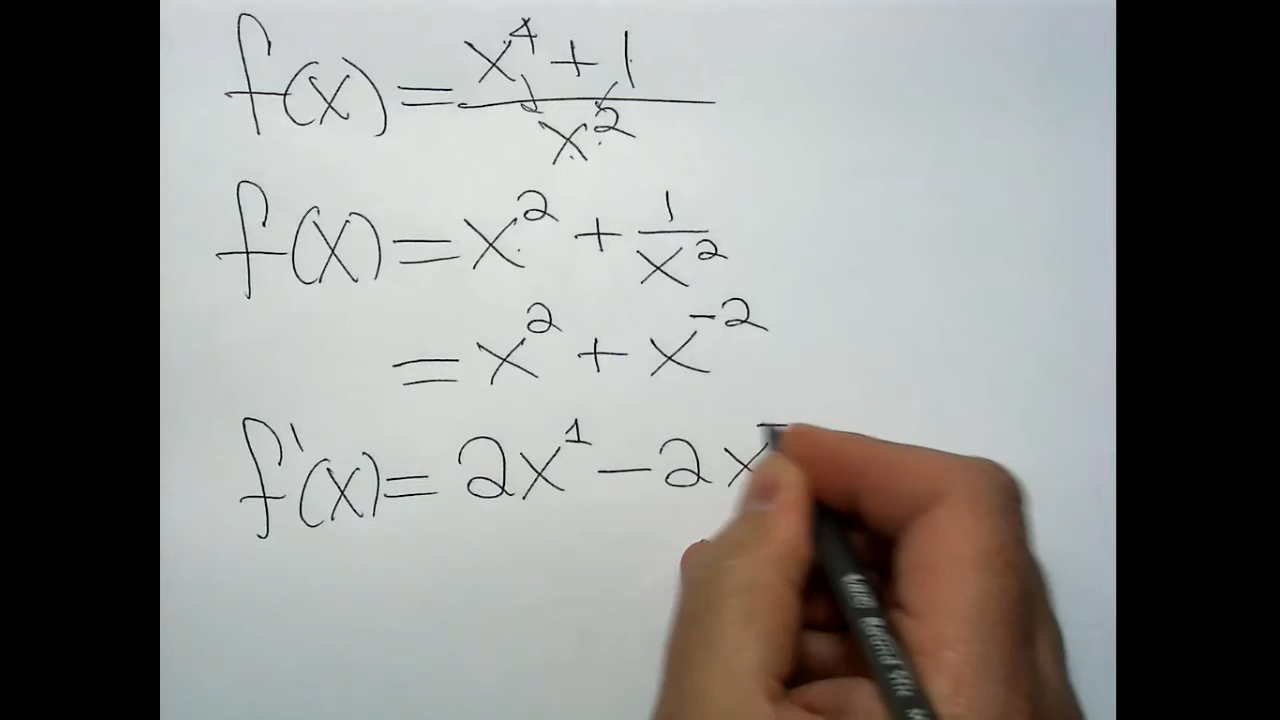 f(x) = x⁴ + 1 / x²
f(x) = x² + 1/x²
= x² + x⁻²
f'(x) = 2x¹ − 2x⁻